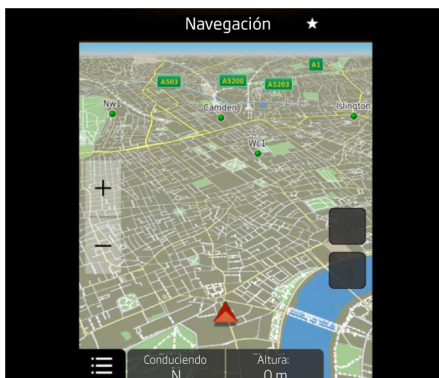 Navegación
A1
A503 A5200 A5203
Nw1 Camden Islington
Wc1
+
−
Conduciendo Altura:
N 0 m